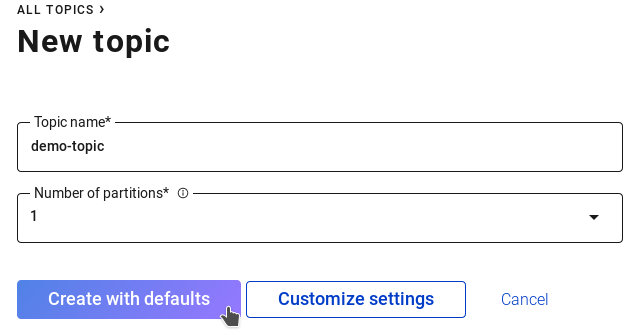 ALL TOPICS ›
New topic
Topic name*
demo-topic
Number of partitions*
1
Create with defaults Customize settings Cancel